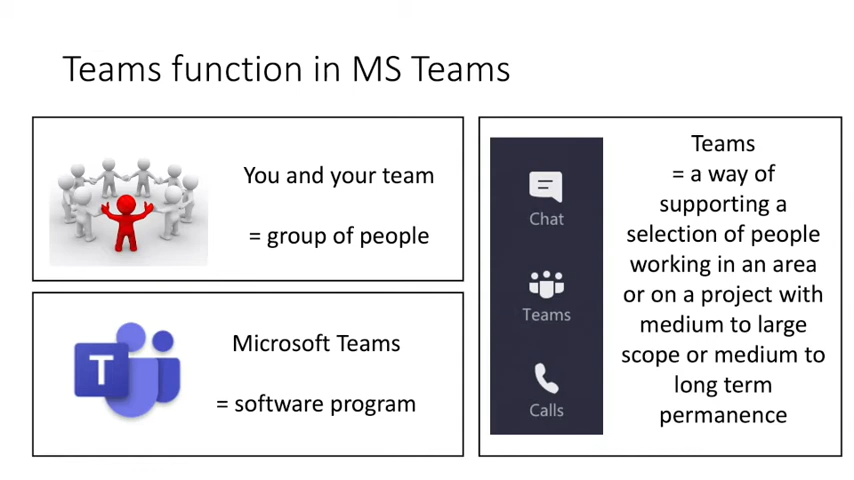 Teams function in MS Teams
You and your team
= group of people
T
Microsoft Teams
= software program
Chat
Teams
Calls
Teams
= a way of
supporting a
selection of people
working in an area
or on a project with
medium to large
scope or medium to
long term
permanence